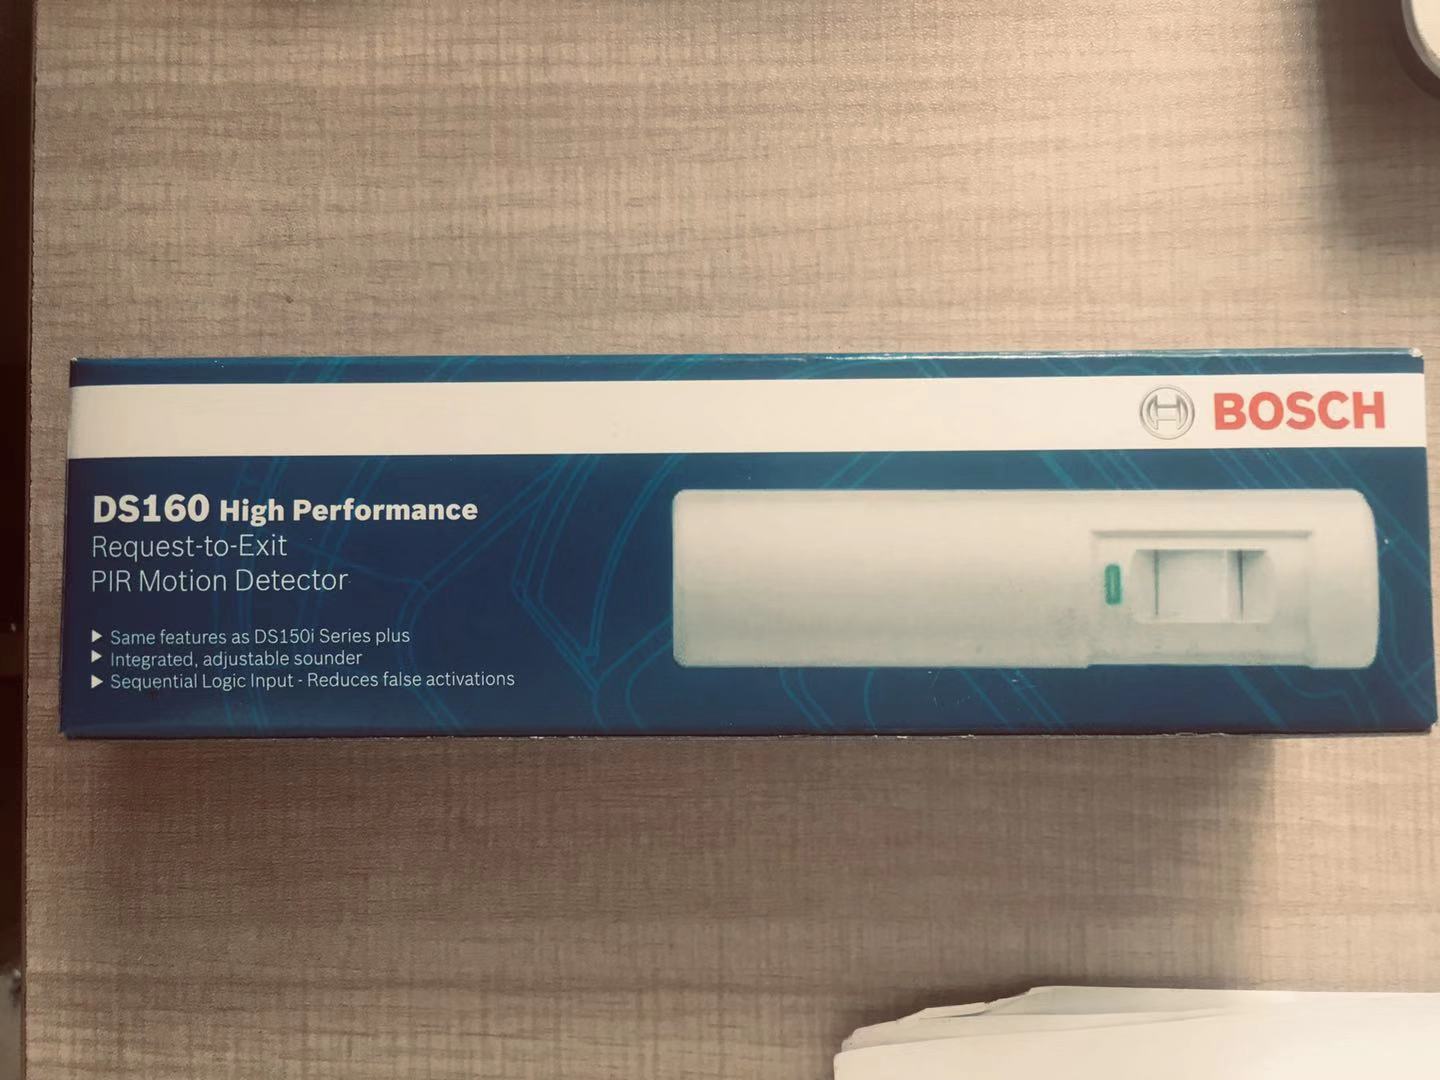 BOSCH
DS160 High Performance
Request-to-Exit
PIR Motion Detector
▶ Same features as DS150i Series plus
▶ Integrated, adjustable sounder
▶ Sequential Logic Input - Reduces false activations